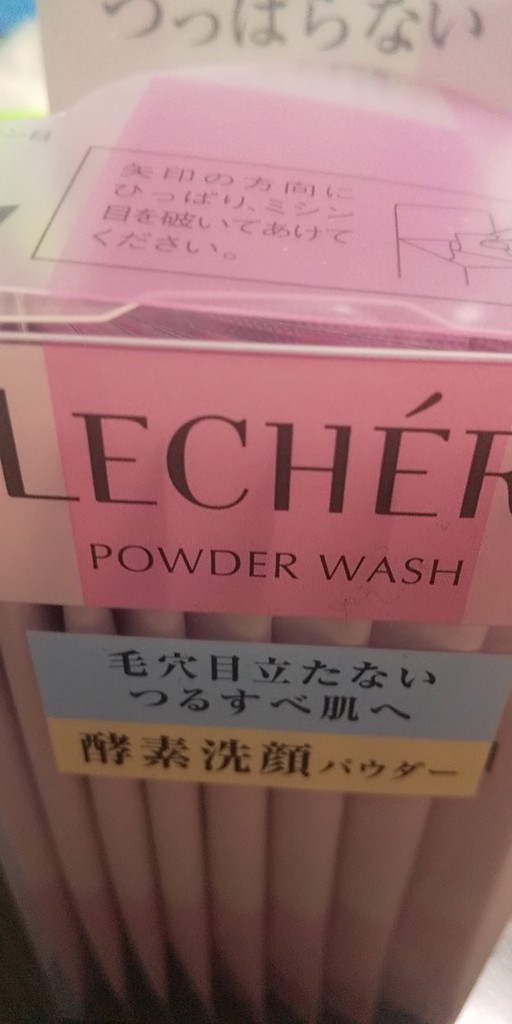 つっぱらない
矢印の方向に
ひっぱり、ミシン
目を破いてあけて
ください。
LECHÉR
POWDER WASH
毛穴目立たない
つるすべ肌へ
酵素洗顔パウダー